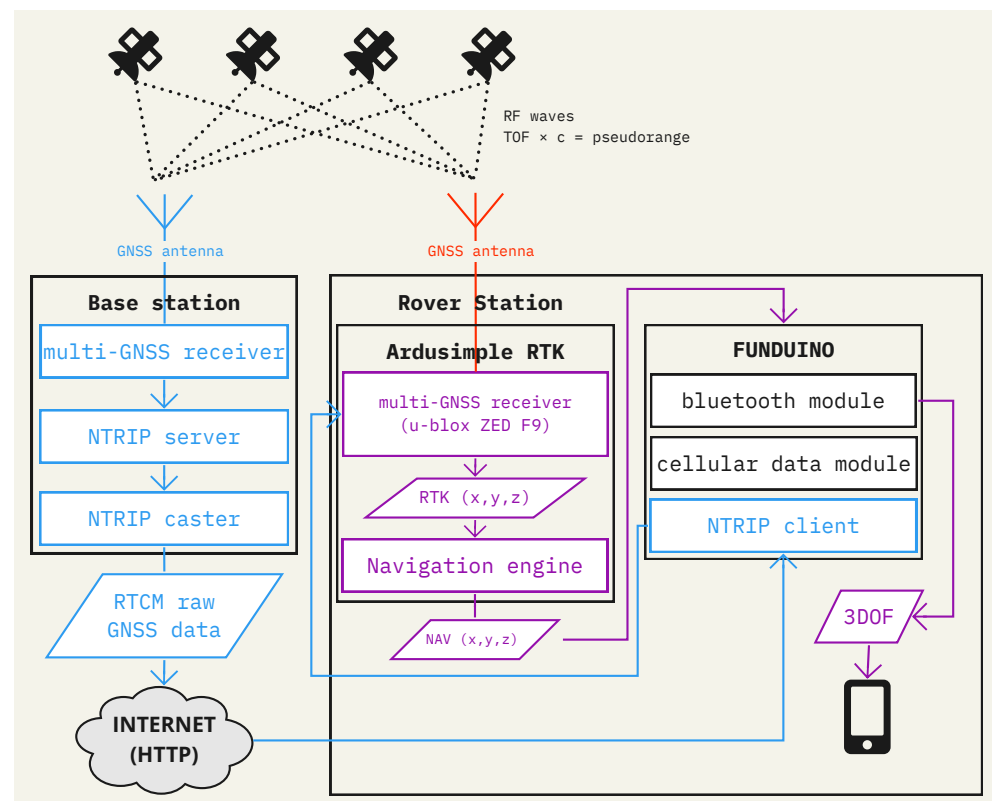 RF waves
TOF × c = pseudorange
GNSS antenna
GNSS antenna
Base station
multi-GNSS receiver
NTRIP server
NTRIP caster
RTCM raw
GNSS data
INTERNET
(HTTP)
Rover Station
Ardusimple RTK
multi-GNSS receiver
(u-blox ZED F9)
RTK (x,y,z)
Navigation engine
NAV (x,y,z)
FUNDUINO
bluetooth module
cellular data module
NTRIP client
3DOF